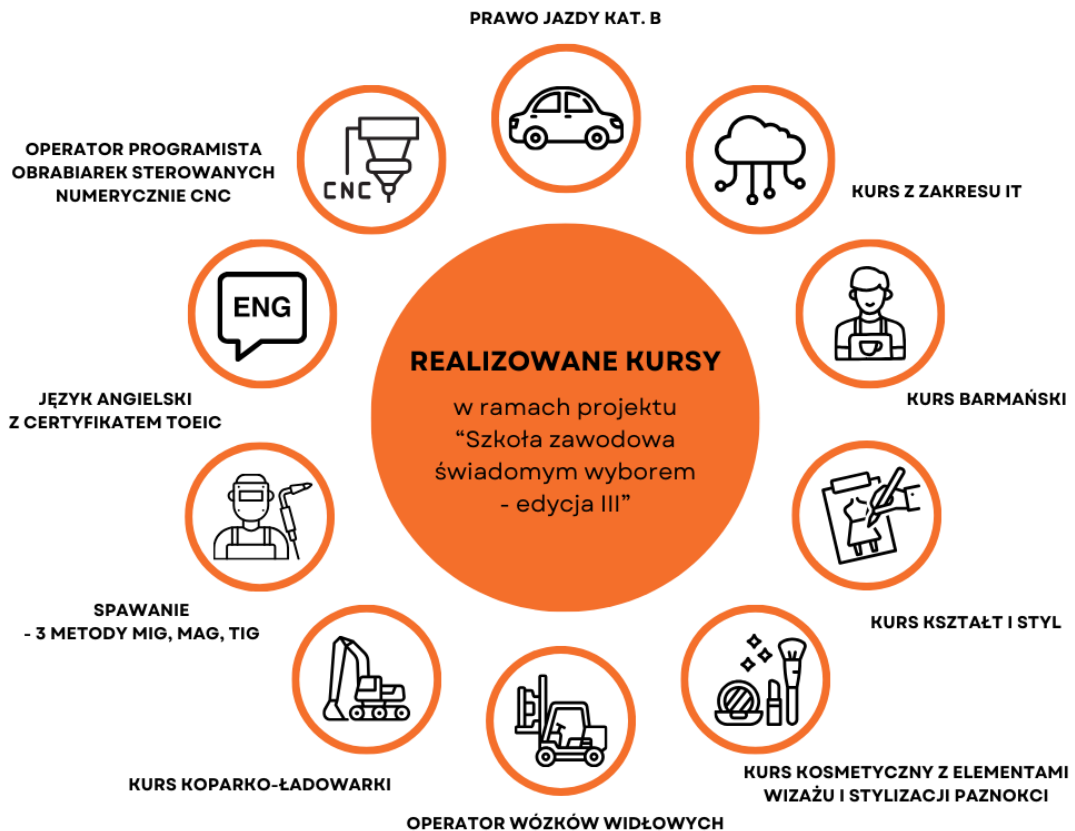 PRAWO JAZDY KAT. B
OPERATOR PROGRAMISTA
OBRABIAREK STEROWANYCH
NUMERYCZNIE CNC
CNC
KURS Z ZAKRESU IT
ENG
JĘZYK ANGIELSKI
Z CERTYFIKATEM TOEIC
REALIZOWANE KURSY
w ramach projektu
“Szkoła zawodowa
świadomym wyborem
- edycja III”
KURS BARMAŃSKI
SPAWANIE
- 3 METODY MIG, MAG, TIG
KURS KSZTAŁT I STYL
KURS KOPARKO-ŁADOWARKI
OPERATOR WÓZKÓW WIDŁOWYCH
KURS KOSMETYCZNY Z ELEMENTAMI
WIZAŻU I STYLIZACJI PAZNOKCI